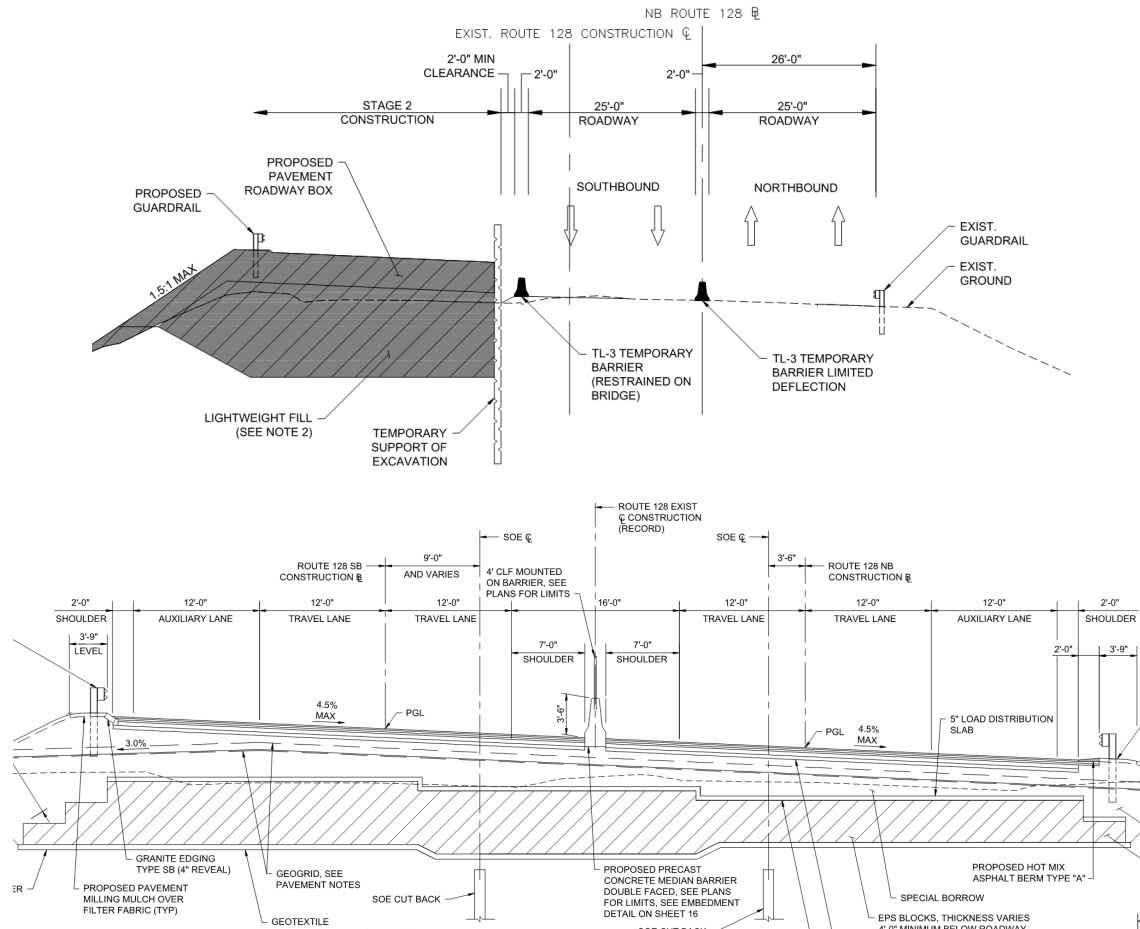 NB ROUTE 128 ℄
EXIST. ROUTE 128 CONSTRUCTION ℄
2'-0" MIN
CLEARANCE
2'-0"
2'-0"
26'-0"
STAGE 2
CONSTRUCTION
25'-0"
ROADWAY
25'-0"
ROADWAY
PROPOSED
PAVEMENT
ROADWAY BOX
PROPOSED
GUARDRAIL
SOUTHBOUND
NORTHBOUND
EXIST.
GUARDRAIL
EXIST.
GROUND
1.5:1 MAX
TL-3 TEMPORARY
BARRIER
(RESTRAINED ON
BRIDGE)
TL-3 TEMPORARY
BARRIER LIMITED
DEFLECTION
LIGHTWEIGHT FILL
(SEE NOTE 2)
TEMPORARY
SUPPORT OF
EXCAVATION
ROUTE 128 EXIST
℄ CONSTRUCTION
(RECORD)
SOE ℄
SOE ℄
ROUTE 128 SB
CONSTRUCTION ℄
9'-0"
AND VARIES
4' CLF MOUNTED
ON BARRIER, SEE
PLANS FOR LIMITS
3'-6"
ROUTE 128 NB
CONSTRUCTION ℄
2'-0"
SHOULDER
12'-0"
AUXILIARY LANE
12'-0"
TRAVEL LANE
12'-0"
TRAVEL LANE
16'-0"
12'-0"
TRAVEL LANE
12'-0"
TRAVEL LANE
12'-0"
AUXILIARY LANE
2'-0"
SHOULDER
3'-9"
LEVEL
7'-0"
SHOULDER
7'-0"
SHOULDER
2'-0"
3'-9"
4.5%
MAX
PGL
3'-6"
PGL
4.5%
MAX
5" LOAD DISTRIBUTION
SLAB
3.0%
GRANITE EDGING
TYPE SB (4" REVEAL)
GEOGRID, SEE
PAVEMENT NOTES
PROPOSED PRECAST
CONCRETE MEDIAN BARRIER
DOUBLE FACED, SEE PLANS
FOR LIMITS, SEE EMBEDMENT
DETAIL ON SHEET 16
PROPOSED HOT MIX
ASPHALT BERM TYPE "A"
ER
PROPOSED PAVEMENT
MILLING MULCH OVER
FILTER FABRIC (TYP)
SOE CUT BACK
SPECIAL BORROW
GEOTEXTILE
EPS BLOCKS, THICKNESS VARIES